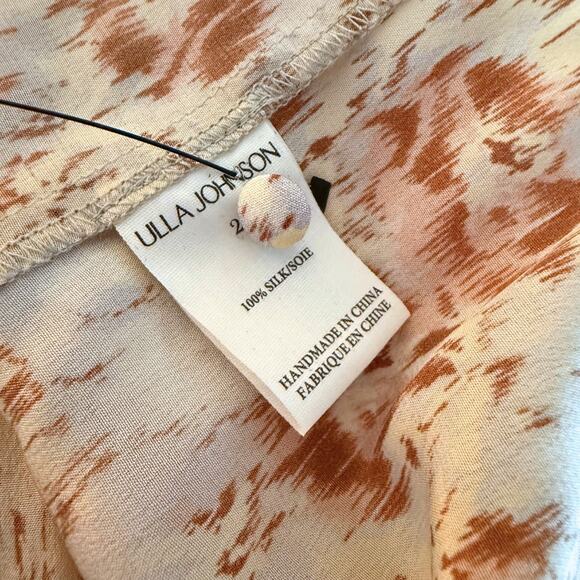 ULLA JOHNSON
2
100% SILK/SOIE
HANDMADE IN CHINA
FABRIQUE EN CHINE